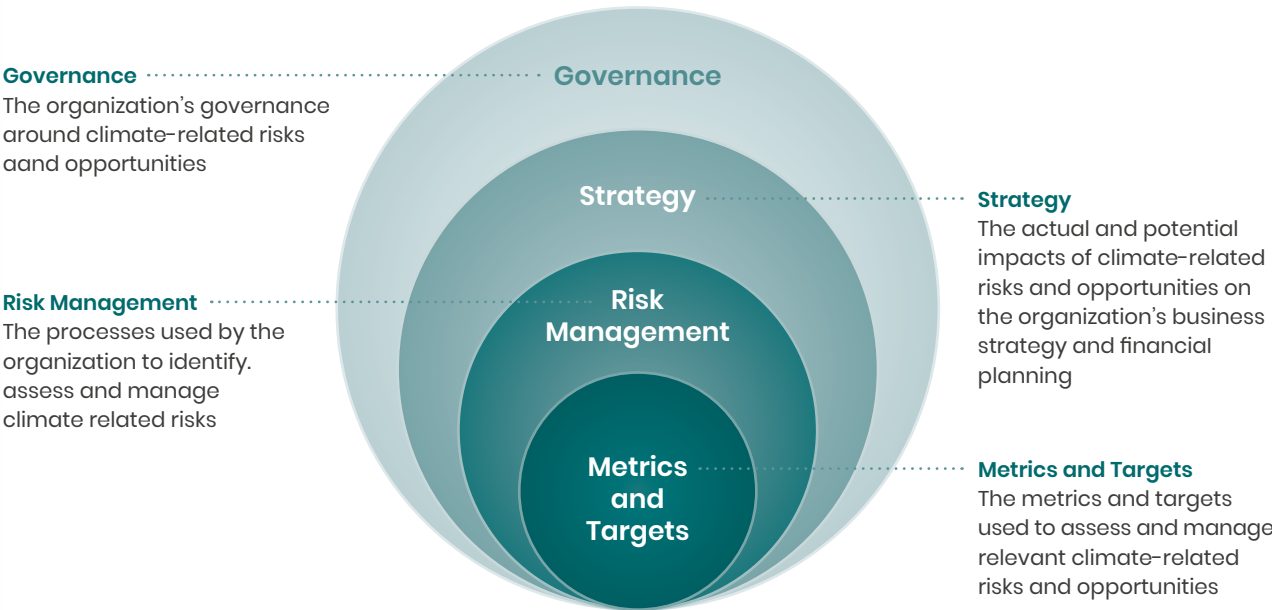 Governance
The organization's governance
around climate-related risks
aand opportunities
Risk Management
The processes used by the
organization to identify.
assess and manage
climate related risks
Governance
Strategy
Risk
Management
Metrics
and
Targets
Strategy
The actual and potential
impacts of climate-related
risks and opportunities on
the organization's business
strategy and financial
planning
Metrics and Targets
The metrics and targets
used to assess and manage
relevant climate-related
risks and opportunities